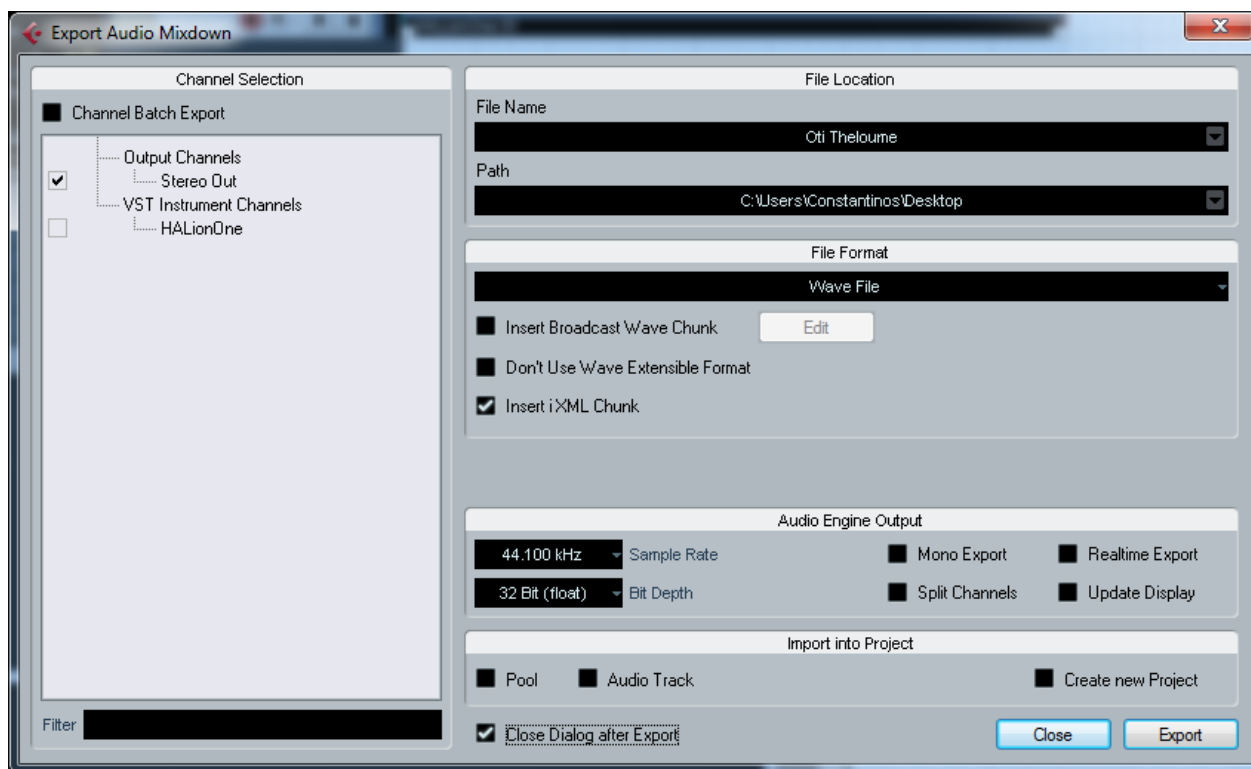 Export Audio Mixdown
Channel Selection
Channel Batch Export
Output Channels
Stereo Out
VST Instrument Channels
HALionOne
Filter
File Location
File Name
Oti Theloume
Path
C:\Users\Constantinos\Desktop
File Format
Wave File
Insert Broadcast Wave Chunk Edit
Don't Use Wave Extensible Format
Insert iXML Chunk
Audio Engine Output
44.100 kHz Sample Rate Mono Export Realtime Export
32 Bit (float) Bit Depth Split Channels Update Display
Import into Project
Pool Audio Track Create new Project
Close Dialog after Export Close Export